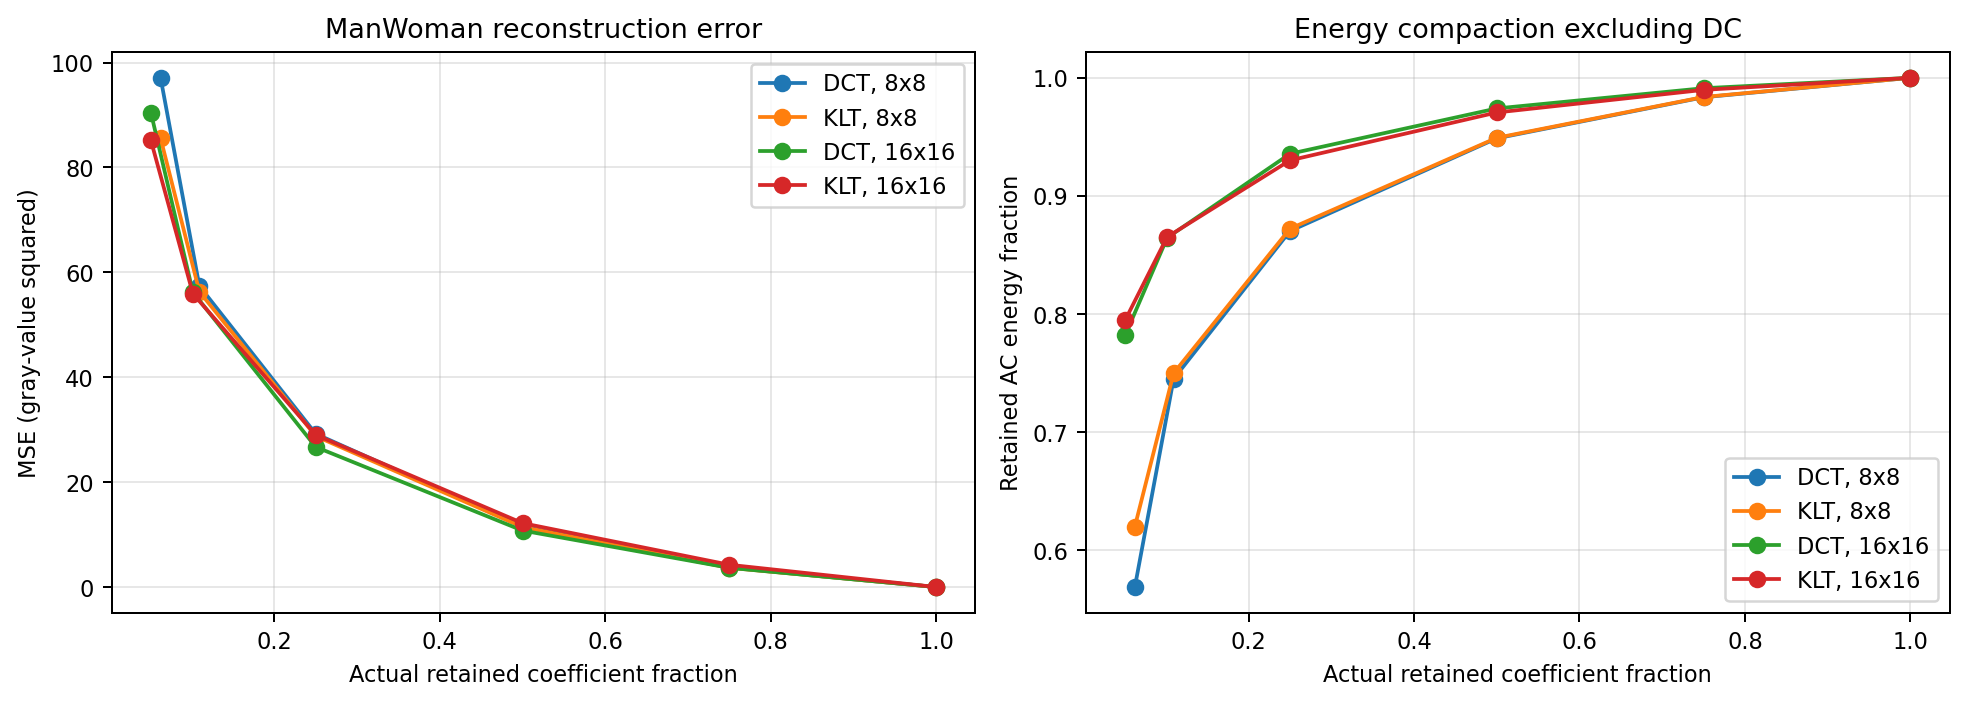 ManWoman reconstruction error
MSE (gray-value squared)
100
80
60
40
20
0
DCT, 8x8
KLT, 8x8
DCT, 16x16
KLT, 16x16
0.2
0.4
0.6
0.8
1.0
Actual retained coefficient fraction
Energy compaction excluding DC
Retained AC energy fraction
1.0
0.9
0.8
0.7
0.6
DCT, 8x8
KLT, 8x8
DCT, 16x16
KLT, 16x16
0.2
0.4
0.6
0.8
1.0
Actual retained coefficient fraction